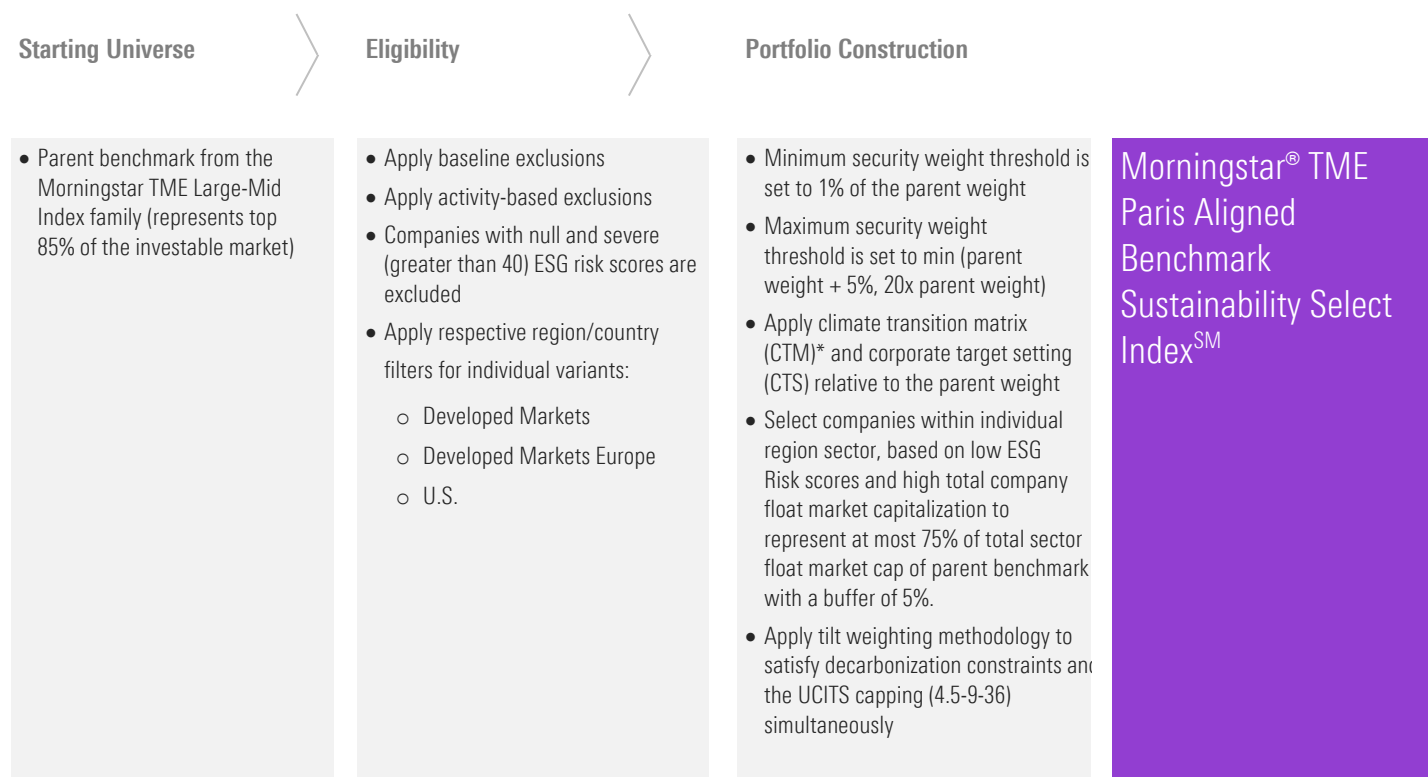 Starting Universe
Eligibility
Portfolio Construction
• Parent benchmark from the
Morningstar TME Large-Mid
Index family (represents top
85% of the investable market)
• Apply baseline exclusions
• Apply activity-based exclusions
• Companies with null and severe
(greater than 40) ESG risk scores are
excluded
• Apply respective region/country
filters for individual variants:
o Developed Markets
o Developed Markets Europe
o U.S.
• Minimum security weight threshold is
set to 1% of the parent weight
• Maximum security weight
threshold is set to min (parent
weight + 5%, 20x parent weight)
• Apply climate transition matrix
(CTM)* and corporate target setting
(CTS) relative to the parent weight
• Select companies within individual
region sector, based on low ESG
Risk scores and high total company
float market capitalization to
represent at most 75% of total sector
float market cap of parent benchmark
with a buffer of 5%.
• Apply tilt weighting methodology to
satisfy decarbonization constraints and
the UCITS capping (4.5-9-36)
simultaneously
Morningstar® TME
Paris Aligned
Benchmark
Sustainability Select
Index℠